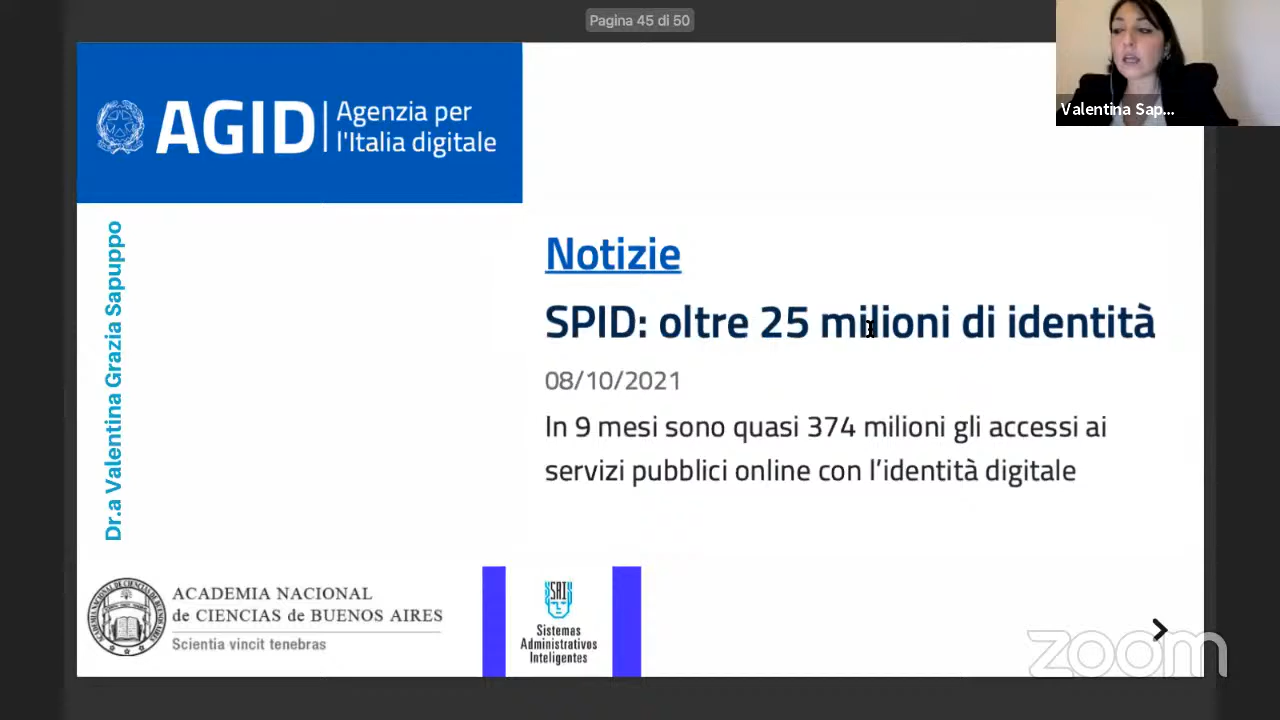 Pagina 45 di 50
Valentina Sap...
AGID
Agenzia per
l'Italia digitale
Dr.a Valentina Grazia Sapuppo
Notizie
SPID: oltre 25 milioni di identità
08/10/2021
In 9 mesi sono quasi 374 milioni gli accessi ai
servizi pubblici online con l’identità digitale
ACADEMIA NACIONAL
de CIENCIAS de BUENOS AIRES
Scientia vincit tenebras
SAI
Sistemas
Administrativos
Inteligentes
zoom